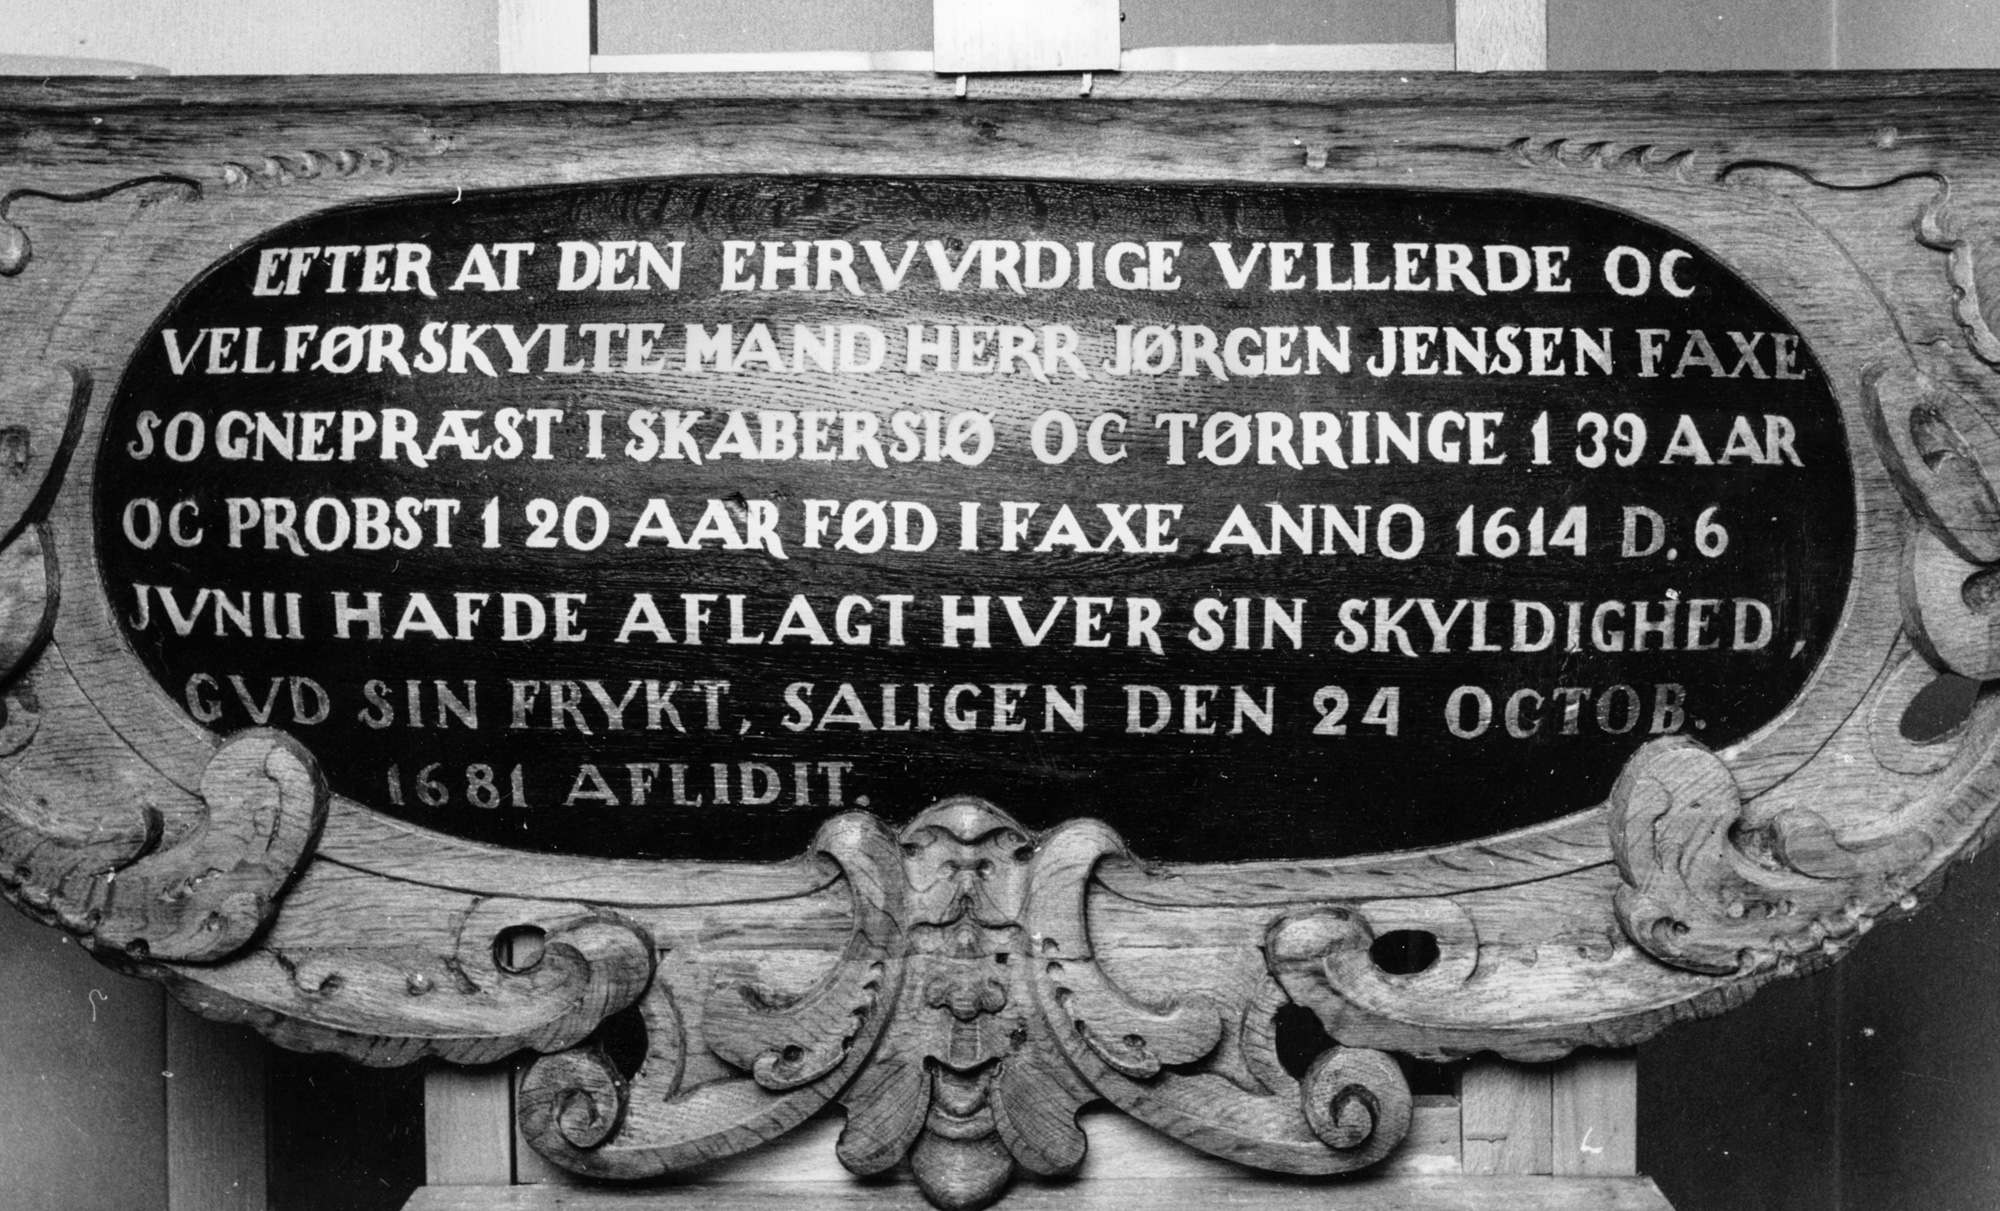 EFTER AT DEN EHRVVRDIGE VELLERDE OC
VELFØRSKYLTE MAND HERR JØRGEN JENSEN FAXE
SOGNEPRÆST I SKABERSIØ OC TØRRINGE 1 39 AAR
OC PROBST 1 20 AAR FØD I FAXE ANNO 1614 D. 6
JVNII HAFDE AFLAGT HVER SIN SKYLDIGHED,
GVD SIN FRYKT, SALIGEN DEN 24 OCTOB.
1681 AFLIDIT.